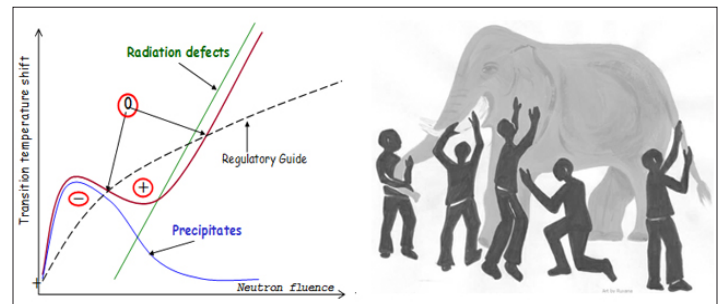 Radiation defects
0
Regulatory Guide
+
−
Precipitates
Transition temperature shift
Neutron fluence
+